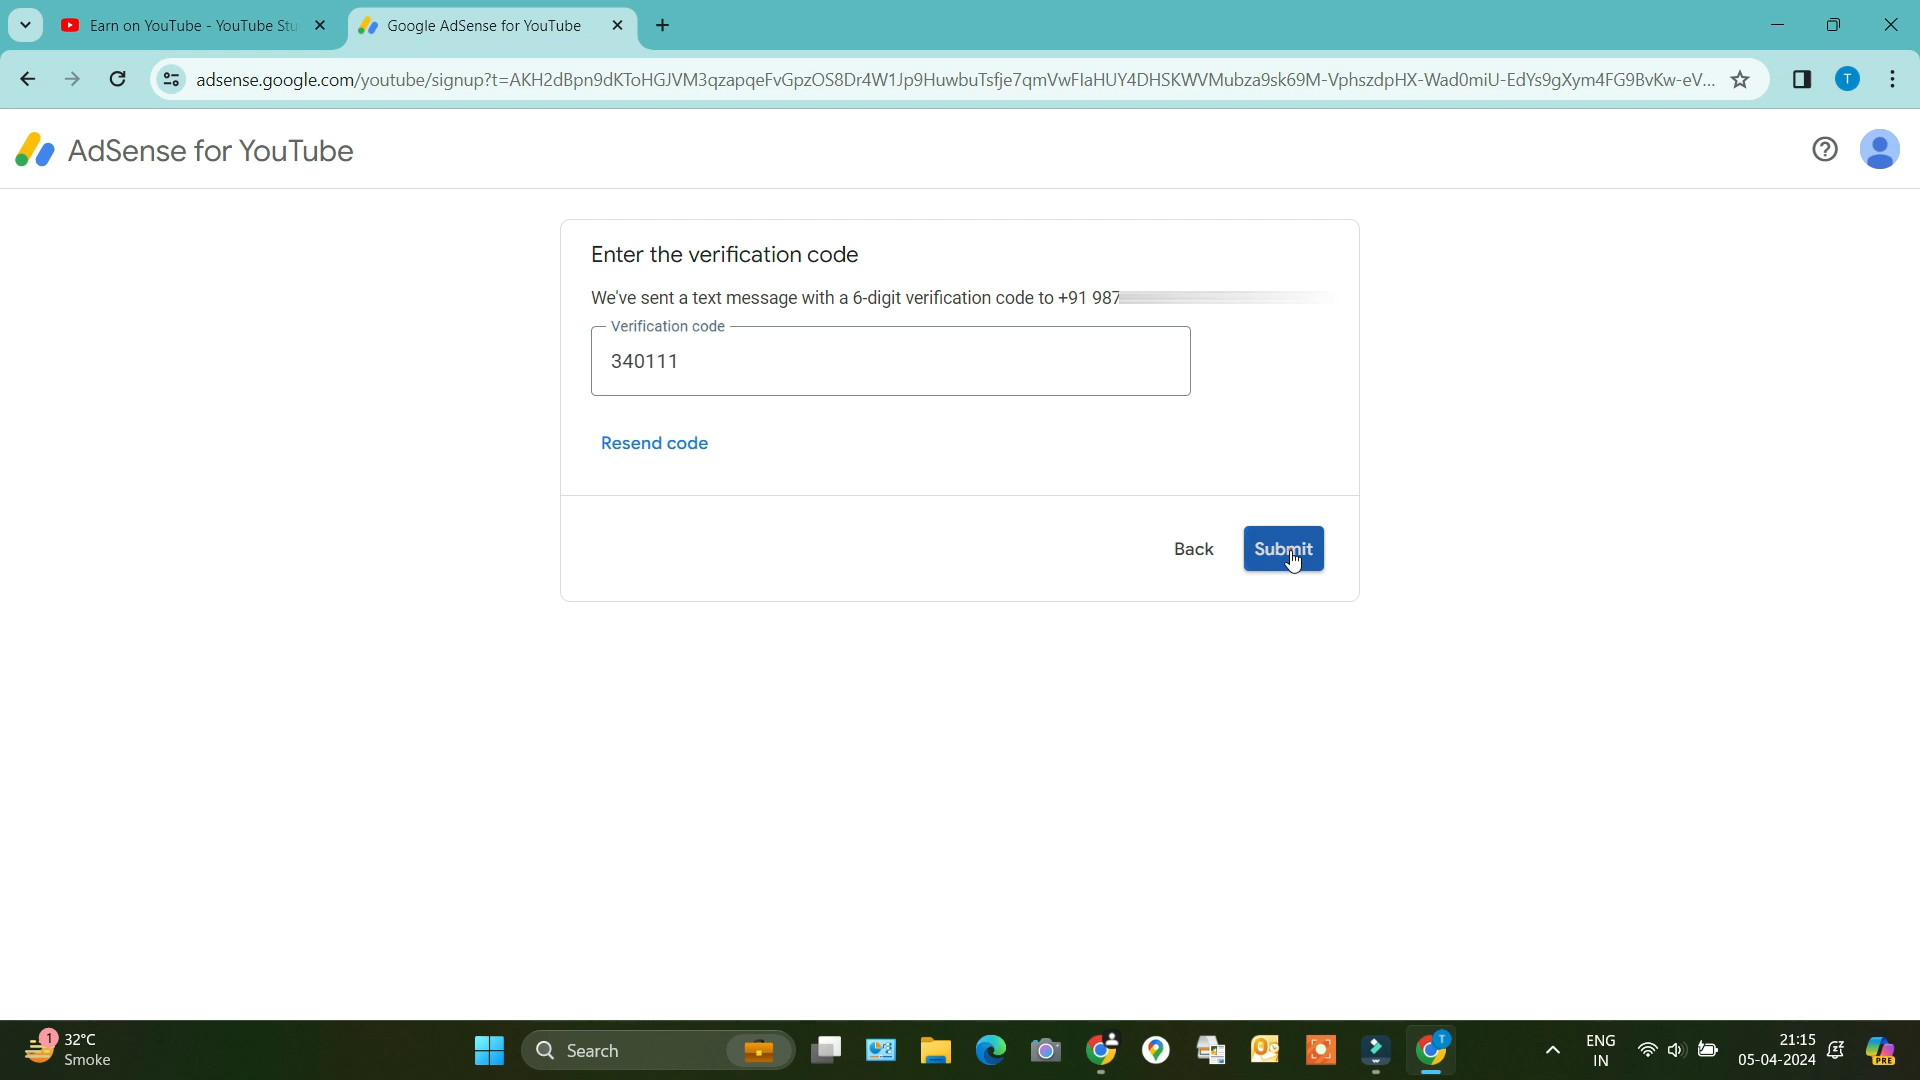 Earn on YouTube - YouTube Stu
Google AdSense for YouTube
adsense.google.com/youtube/signup?t=AKH2dBpn9dKToHGJVM3qzapqeFvGpzOS8Dr4W1Jp9HuwbuTsfje7qmVwFlaHUY4DHSKWVMubza9sk69M-VphszdpHX-Wad0miU-EdYs9gXym4FG9BvKw-eV...
T
AdSense for YouTube
Enter the verification code
We've sent a text message with a 6-digit verification code to +91 987
Verification code
340111
Resend code
Back
Submit
1
32°C
Smoke
Search
T
ENG
IN
21:15
05-04-2024
PRE